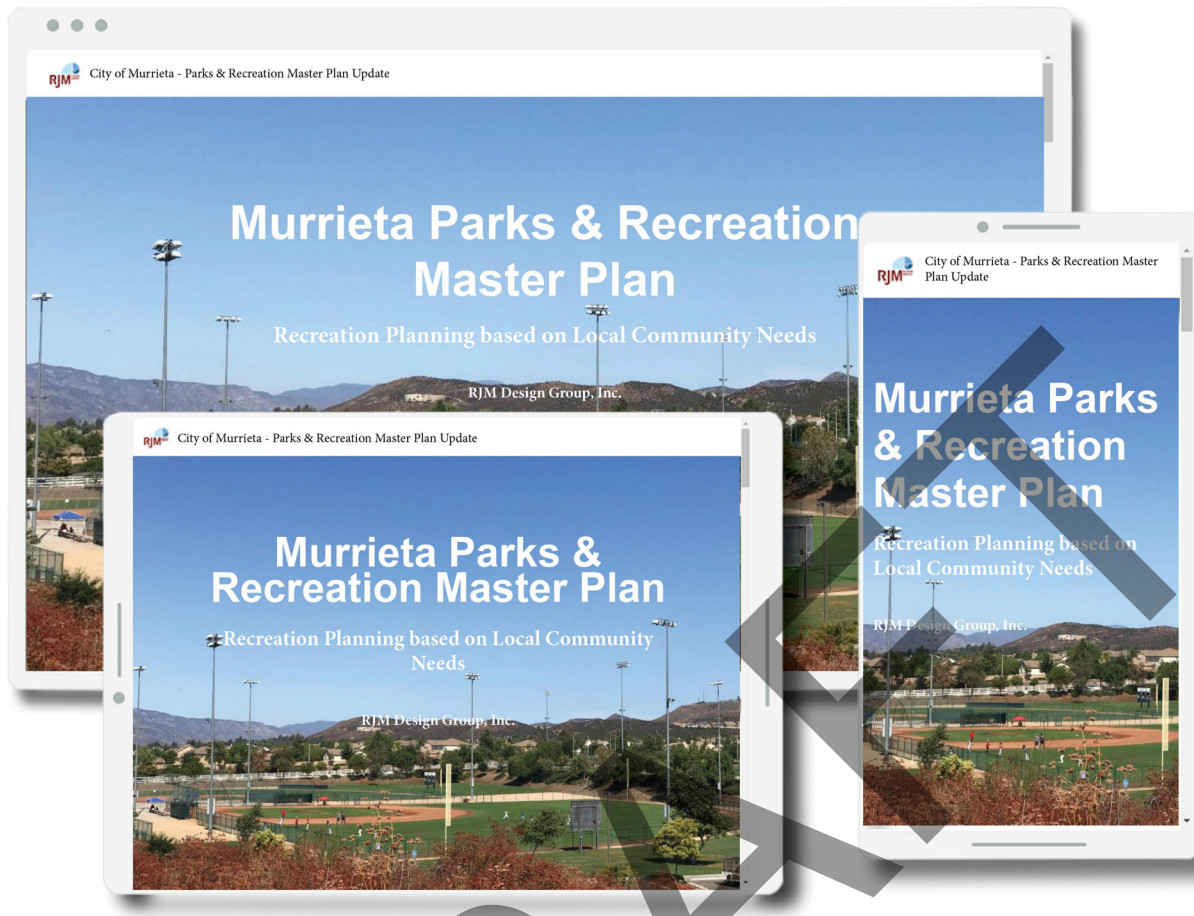 RJM
City of Murrieta - Parks & Recreation Master Plan Update
Murrieta Parks & Recreation
Master Plan
Recreation Planning based on Local Community Needs
RJM Design Group, Inc.
RJM
City of Murrieta - Parks & Recreation Master Plan Update
Murrieta Parks &
Recreation Master Plan
Recreation Planning based on Local Community
Needs
RJM Design Group, Inc.
RJM
City of Murrieta - Parks & Recreation Master
Plan Update
Murrieta Parks
& Recreation
Master Plan
Recreation Planning based on
Local Community Needs
RJM Design Group, Inc.